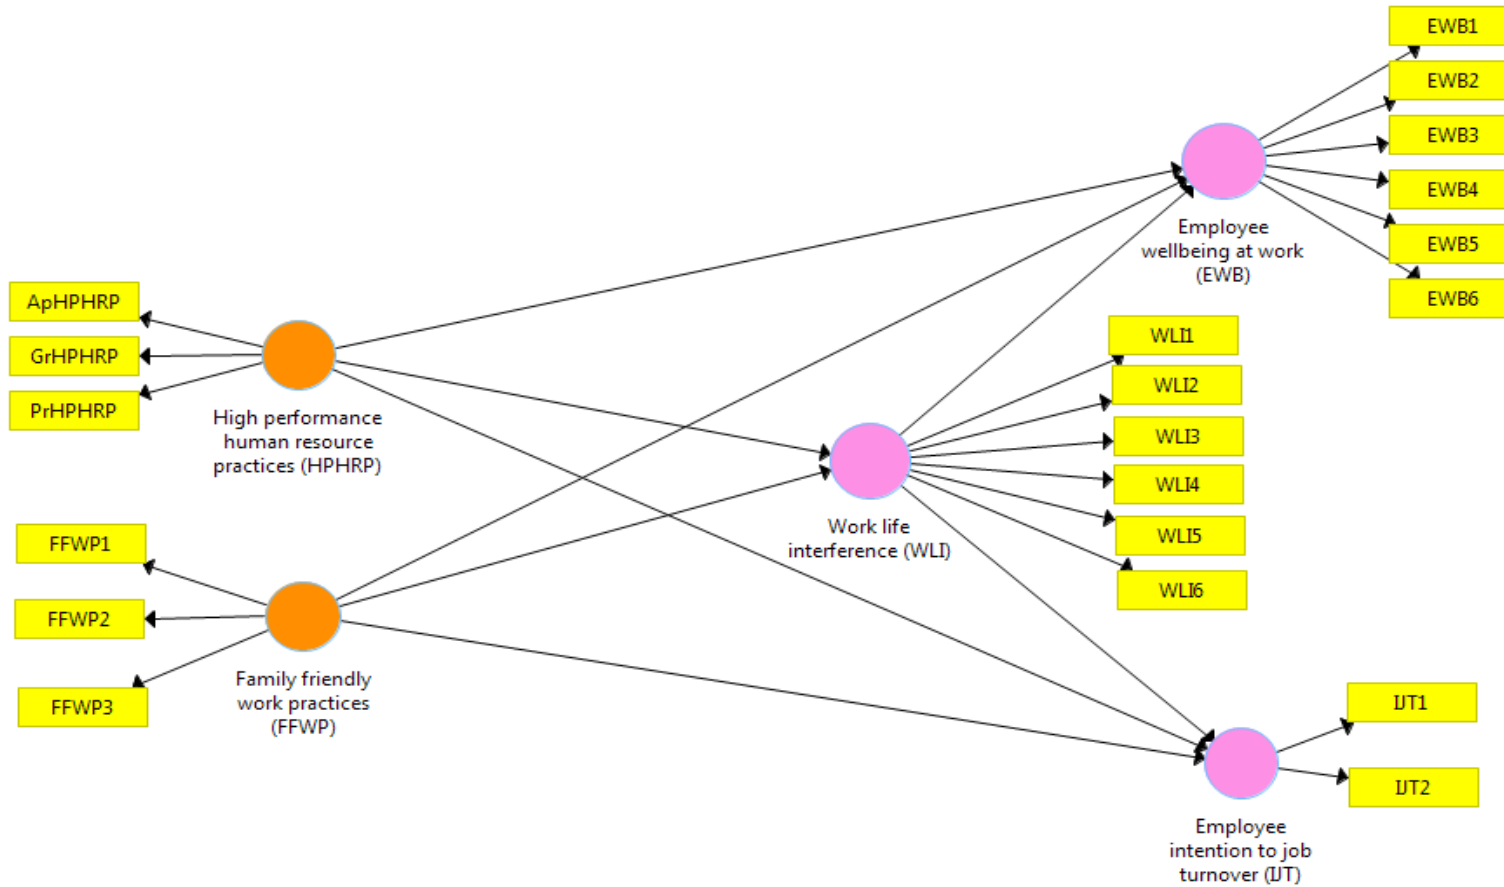 EWB1
EWB2
EWB3
EWB4
EWB5
EWB6
Employee
wellbeing at work
(EWB)
ApHPHRP
GrHPHRP
PrHPHRP
High performance
human resource
practices (HPHRP)
WLI1
WLI2
WLI3
WLI4
WLI5
WLI6
Work life
interference (WLI)
FFWP1
FFWP2
FFWP3
Family friendly
work practices
(FFWP)
IJT1
IJT2
Employee
intention to job
turnover (IJT)